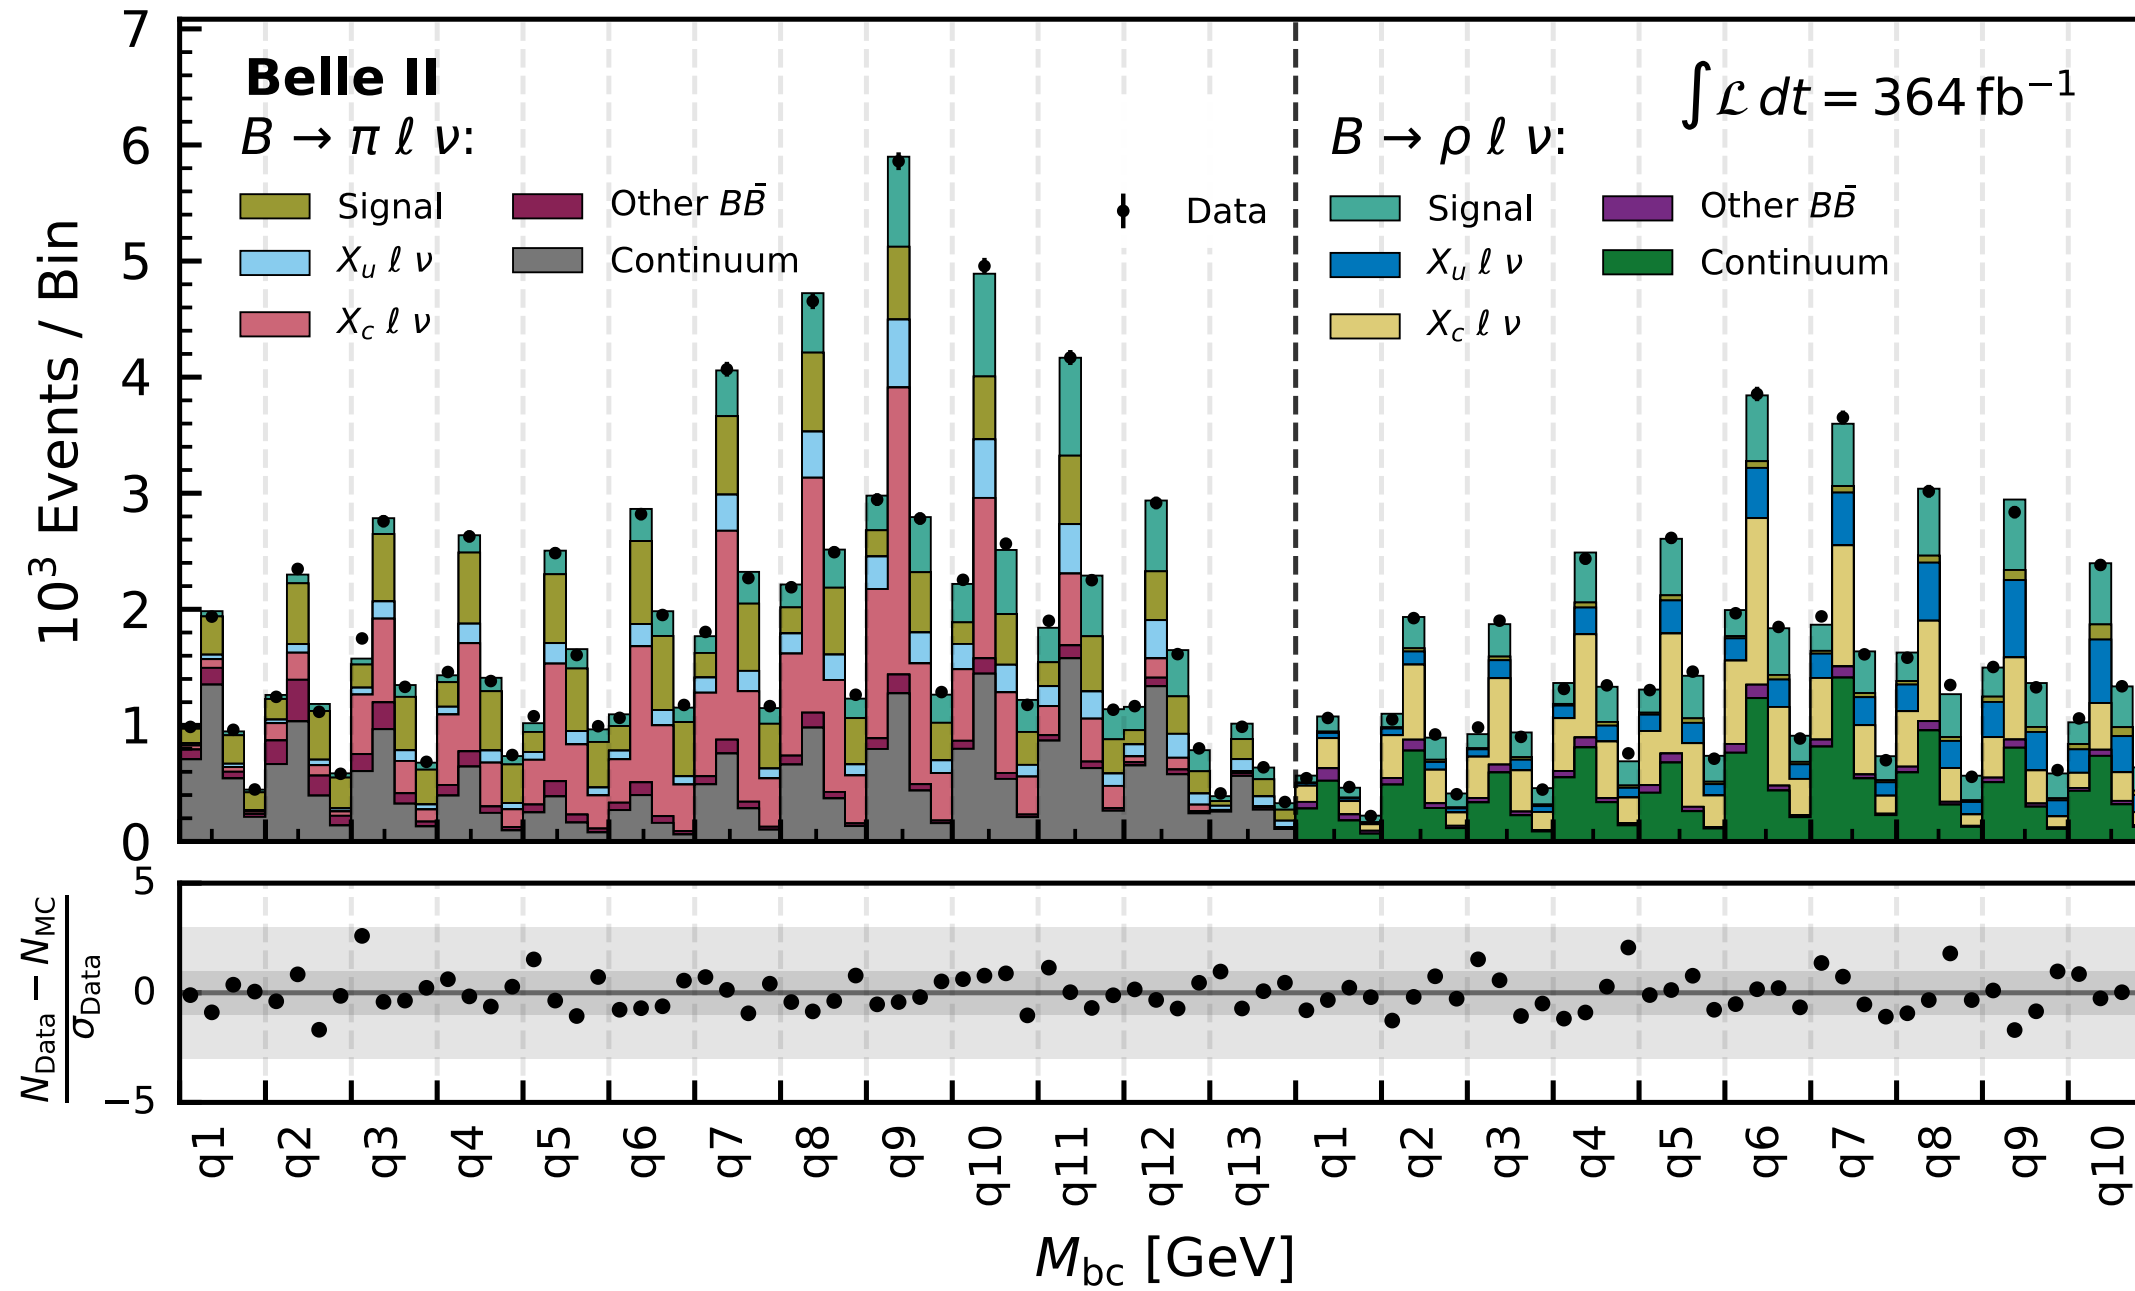 7
6
5
4
3
2
1
0
10³ Events / Bin
Belle II
B → π ℓ ν:
Signal
X_u ℓ ν
X_c ℓ ν
Other BB̄
Continuum
Data
∫ ℒ dt = 364 fb⁻¹
B → ρ ℓ ν:
Signal
X_u ℓ ν
X_c ℓ ν
Other BB̄
Continuum
5
0
−5
N_Data − N_MC
σ_Data
q1 q2 q3 q4 q5 q6 q7 q8 q9 q10 q11 q12 q13 q1 q2 q3 q4 q5 q6 q7 q8 q9 q10
M_bc [GeV]